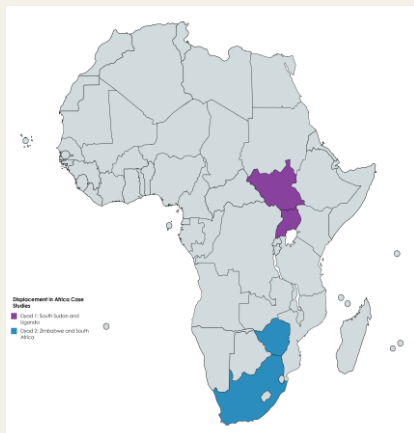 Displacement in Africa Case
Studies
Dyad 1: South Sudan and
Uganda
Dyad 2: Zimbabwe and South
Africa